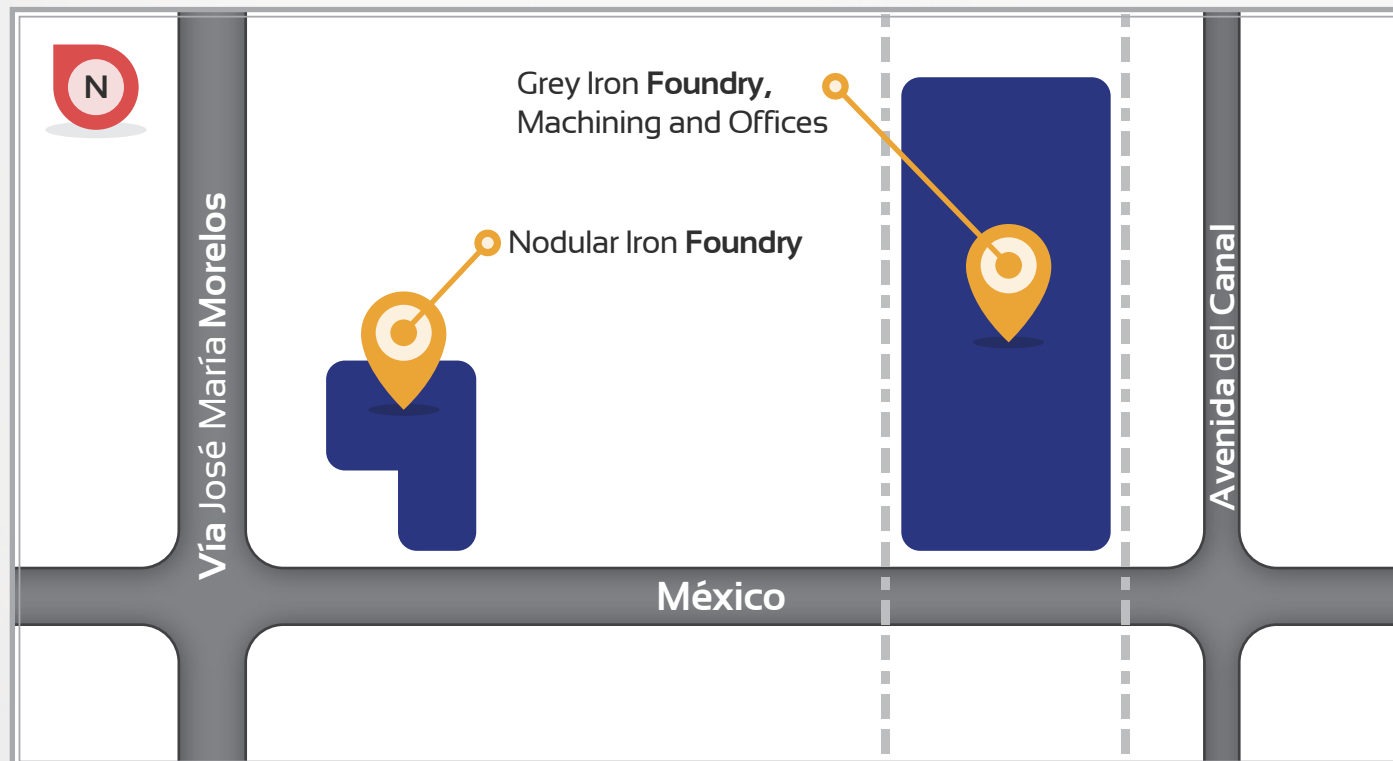 N
Grey Iron Foundry,
Machining and Offices
Nodular Iron Foundry
Vía José María Morelos
Avenida del Canal
México